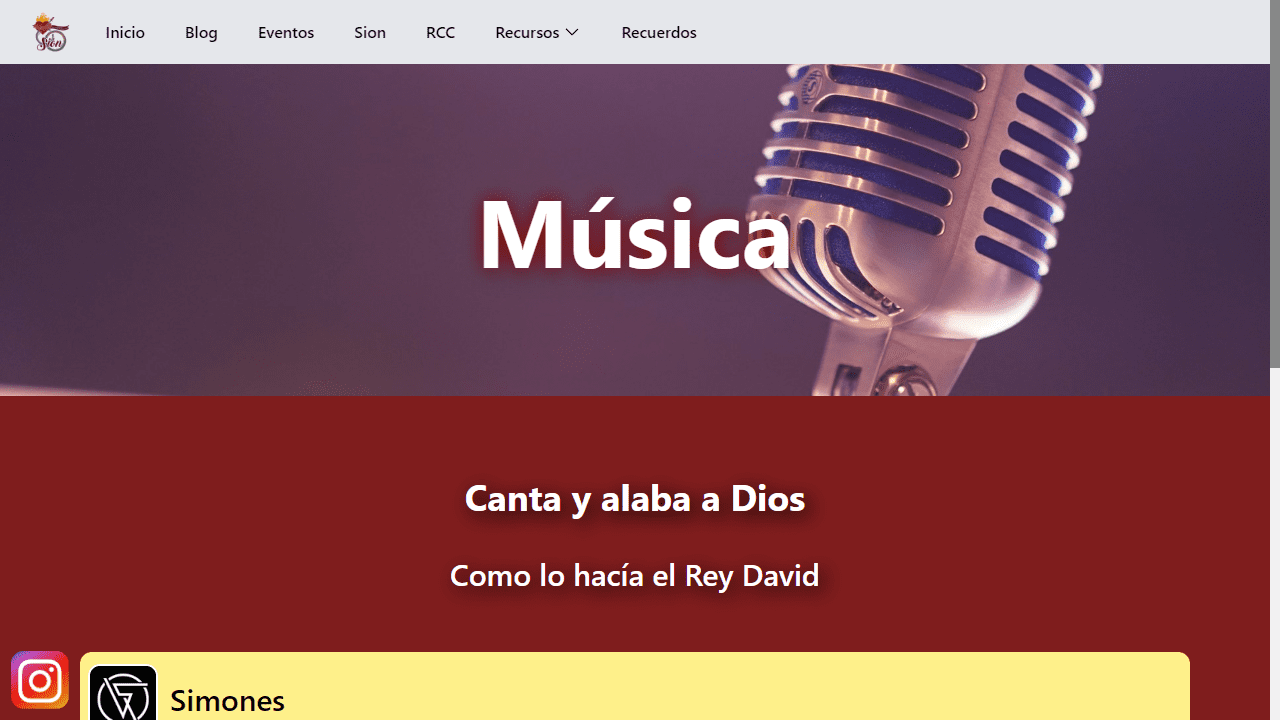 Sion
Inicio
Blog
Eventos
Sion
RCC
Recursos
Recuerdos
Música
Canta y alaba a Dios
Como lo hacía el Rey David
Simones